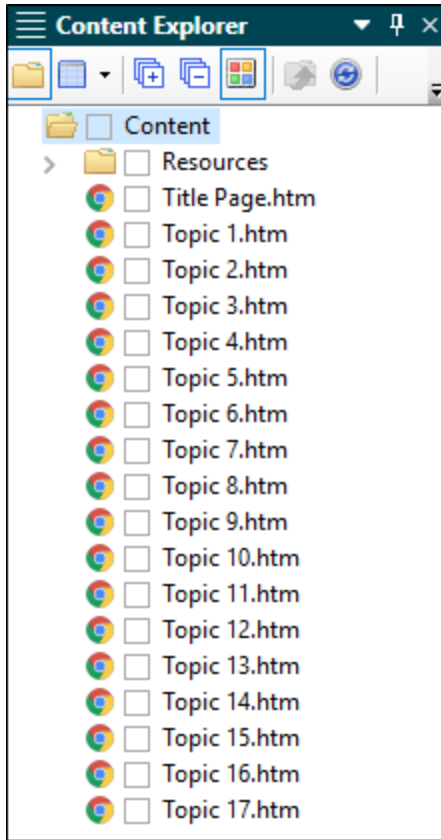 Content Explorer
Content
Resources
Title Page.htm
Topic 1.htm
Topic 2.htm
Topic 3.htm
Topic 4.htm
Topic 5.htm
Topic 6.htm
Topic 7.htm
Topic 8.htm
Topic 9.htm
Topic 10.htm
Topic 11.htm
Topic 12.htm
Topic 13.htm
Topic 14.htm
Topic 15.htm
Topic 16.htm
Topic 17.htm